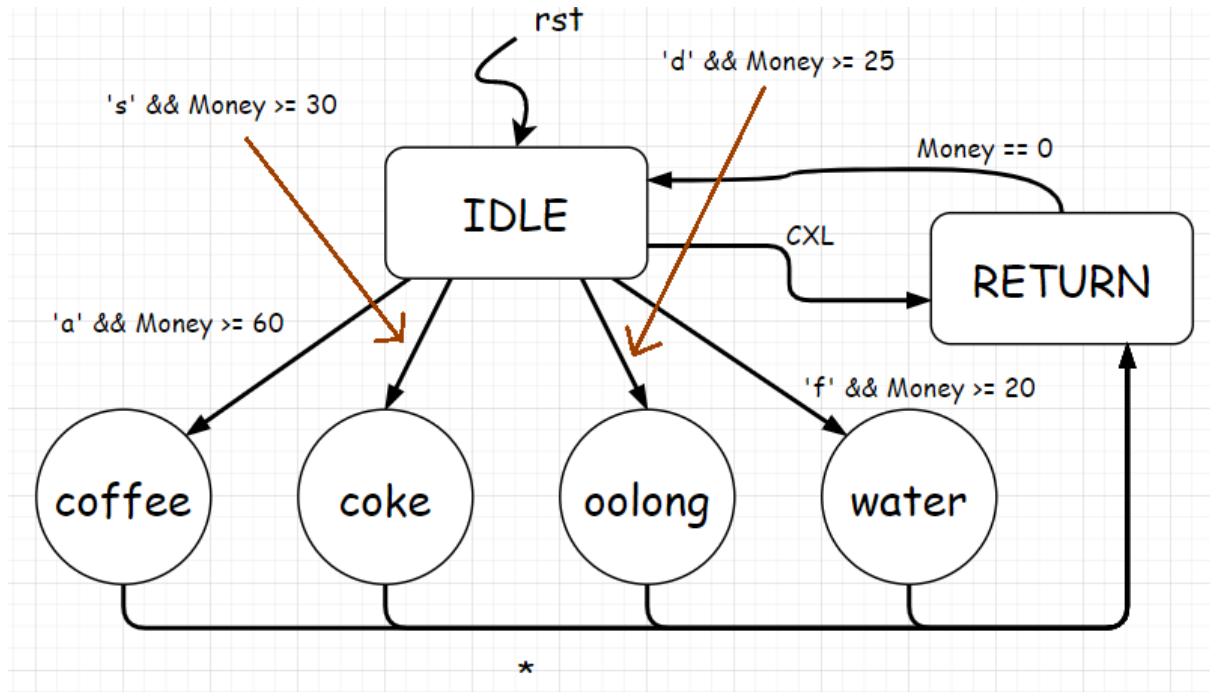 rst
'd' && Money >= 25
's' && Money >= 30
Money == 0
IDLE
CXL
RETURN
'a' && Money >= 60
'f' && Money >= 20
coffee
coke
oolong
water
*